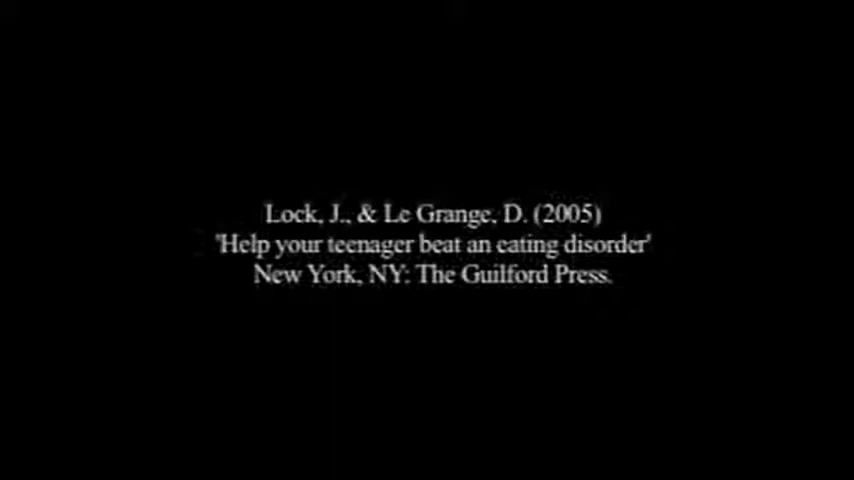 Lock, J., & Le Grange, D. (2005)
'Help your teenager beat an eating disorder'
New York, NY: The Guilford Press.